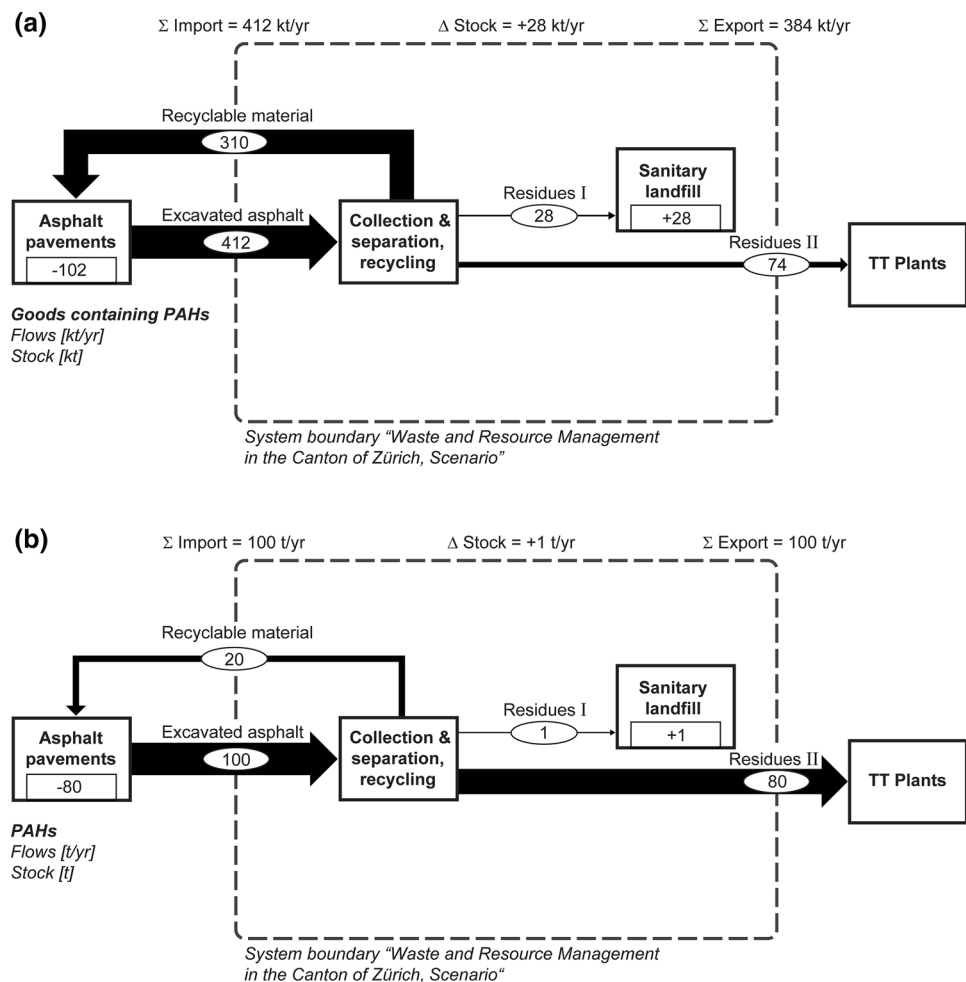 (a)
Σ Import = 412 kt/yr
Δ Stock = +28 kt/yr
Σ Export = 384 kt/yr
Recyclable material
310
Asphalt
pavements
-102
Excavated asphalt
412
Collection &
separation,
recycling
Residues I
28
Sanitary
landfill
+28
Residues II
74
TT Plants
Goods containing PAHs
Flows [kt/yr]
Stock [kt]
System boundary “Waste and Resource Management
in the Canton of Zürich, Scenario“
(b)
Σ Import = 100 t/yr
Δ Stock = +1 t/yr
Σ Export = 100 t/yr
Recyclable material
20
Asphalt
pavements
-80
Excavated asphalt
100
Collection &
separation,
recycling
Residues I
1
Sanitary
landfill
+1
Residues II
80
TT Plants
PAHs
Flows [t/yr]
Stock [t]
System boundary “Waste and Resource Management
in the Canton of Zürich, Scenario“